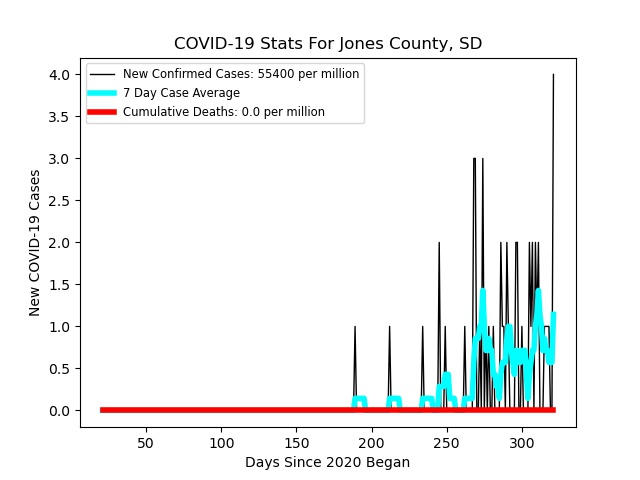 COVID-19 Stats For Jones County, SD
New Confirmed Cases: 55400 per million
7 Day Case Average
Cumulative Deaths: 0.0 per million
New COVID-19 Cases
4.0
3.5
3.0
2.5
2.0
1.5
1.0
0.5
0.0
50 100 150 200 250 300
Days Since 2020 Began